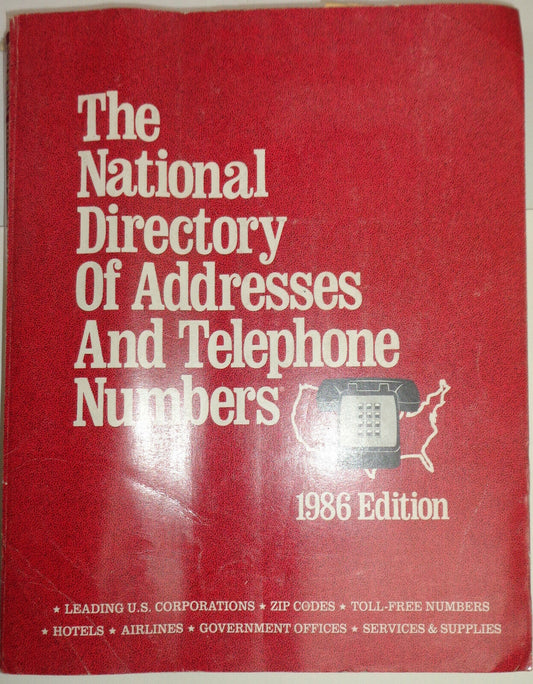 The
National
Directory
Of Addresses
And Telephone
Numbers
1986 Edition
★ LEADING U.S. CORPORATIONS ★ ZIP CODES ★ TOLL-FREE NUMBERS
★ HOTELS ★ AIRLINES ★ GOVERNMENT OFFICES ★ SERVICES & SUPPLIES